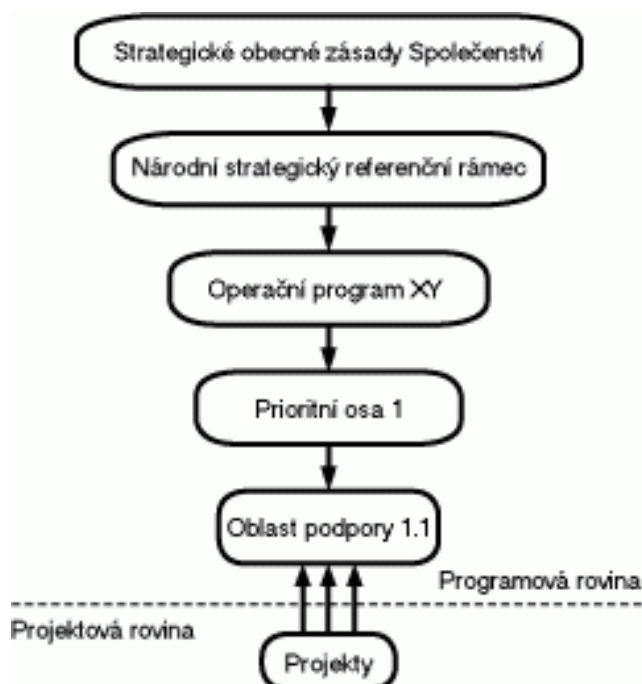 Strategické obecné zásady Společenství
Národní strategický referenční rámec
Operační program XY
Prioritní osa 1
Oblast podpory 1.1
Programová rovina
Projektová rovina
Projekty